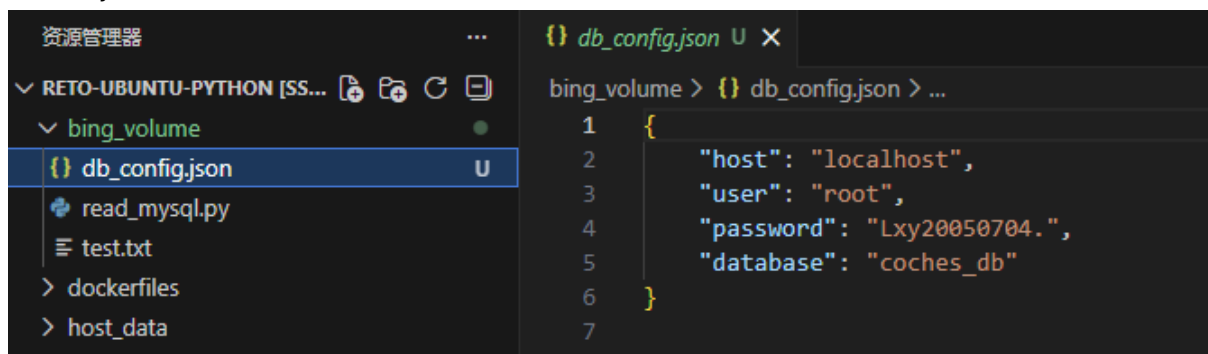 资源管理器 ···
RETO-UBUNTU-PYTHON [SS...
bing_volume
{} db_config.json U
read_mysql.py
test.txt
dockerfiles
host_data
{} db_config.json U
bing_volume > {} db_config.json > ...
1 {
2 "host": "localhost",
3 "user": "root",
4 "password": "Lxy20050704.",
5 "database": "coches_db"
6 }
7